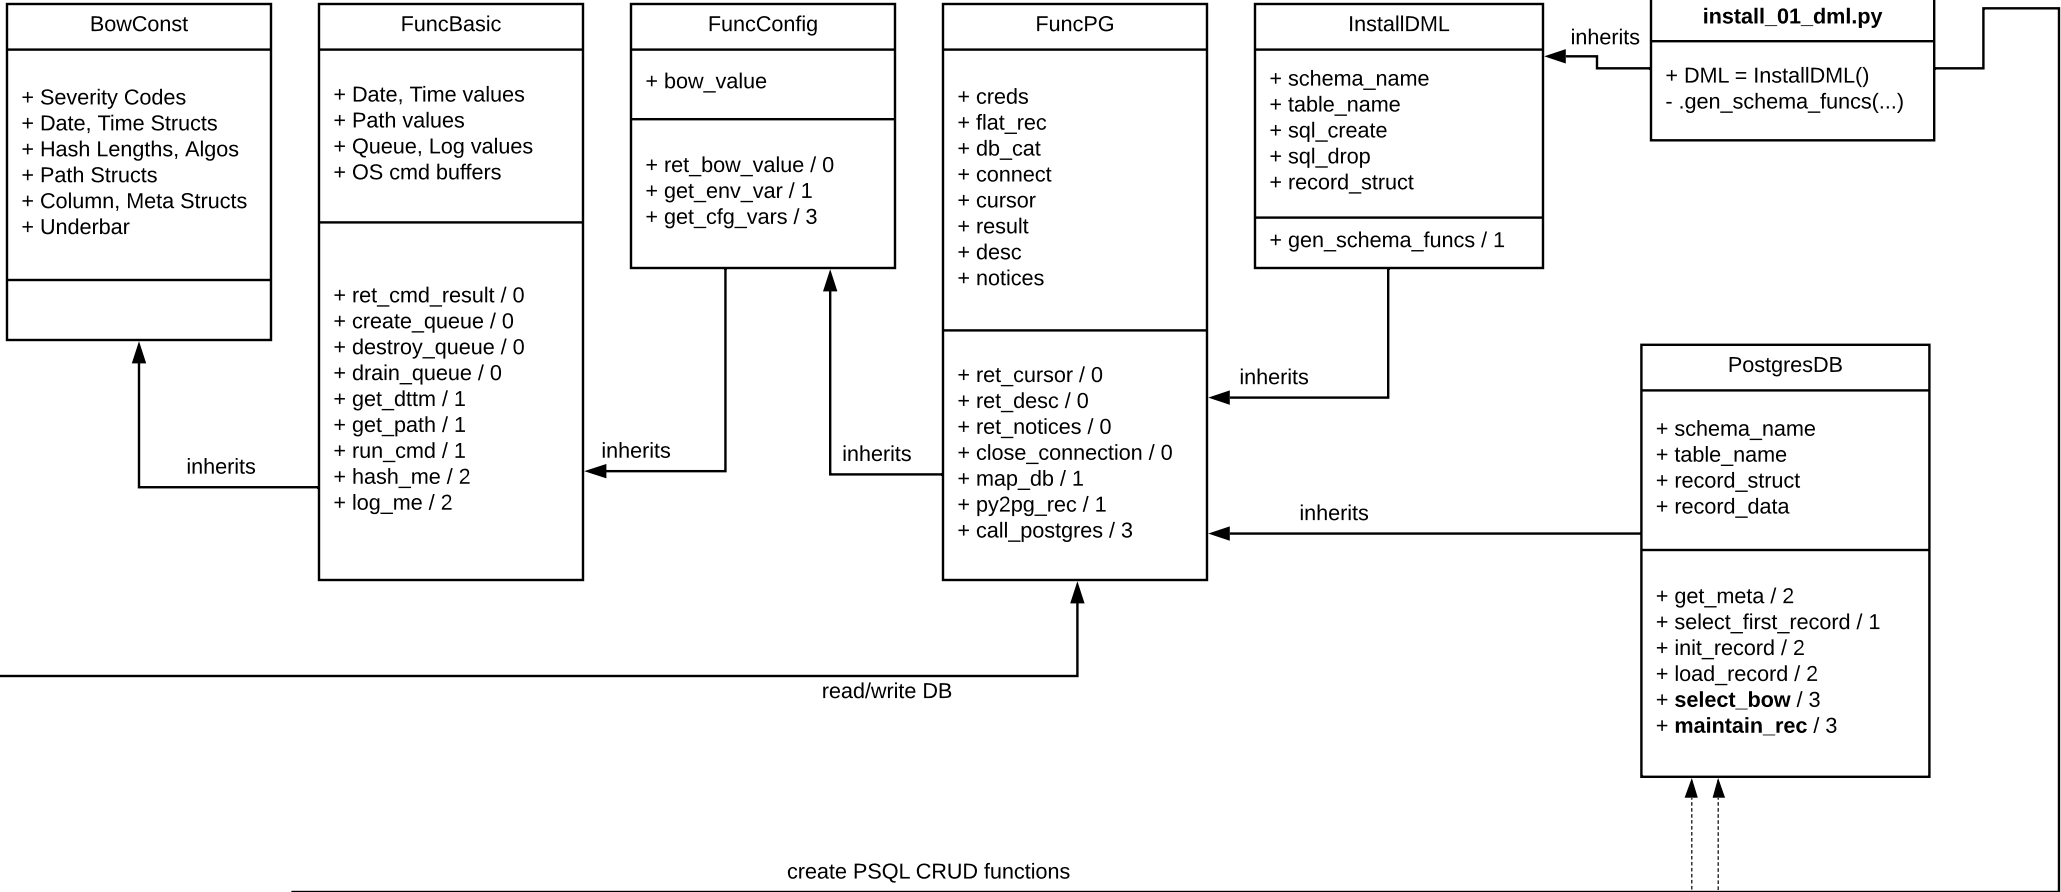 BowConst
+ Severity Codes
+ Date, Time Structs
+ Hash Lengths, Algos
+ Path Structs
+ Column, Meta Structs
+ Underbar
inherits
FuncBasic
+ Date, Time values
+ Path values
+ Queue, Log values
+ OS cmd buffers
+ ret_cmd_result / 0
+ create_queue / 0
+ destroy_queue / 0
+ drain_queue / 0
+ get_dttm / 1
+ get_path / 1
+ run_cmd / 1
+ hash_me / 2
+ log_me / 2
inherits
FuncConfig
+ bow_value
+ ret_bow_value / 0
+ get_env_var / 1
+ get_cfg_vars / 3
inherits
FuncPG
+ creds
+ flat_rec
+ db_cat
+ connect
+ cursor
+ result
+ desc
+ notices
+ ret_cursor / 0
+ ret_desc / 0
+ ret_notices / 0
+ close_connection / 0
+ map_db / 1
+ py2pg_rec / 1
+ call_postgres / 3
InstallDML
+ schema_name
+ table_name
+ sql_create
+ sql_drop
+ record_struct
+ gen_schema_funcs / 1
inherits
inherits
install_01_dml.py
+ DML = InstallDML()
- .gen_schema_funcs(...)
inherits
PostgresDB
+ schema_name
+ table_name
+ record_struct
+ record_data
+ get_meta / 2
+ select_first_record / 1
+ init_record / 2
+ load_record / 2
+ select_bow / 3
+ maintain_rec / 3
read/write DB
create PSQL CRUD functions